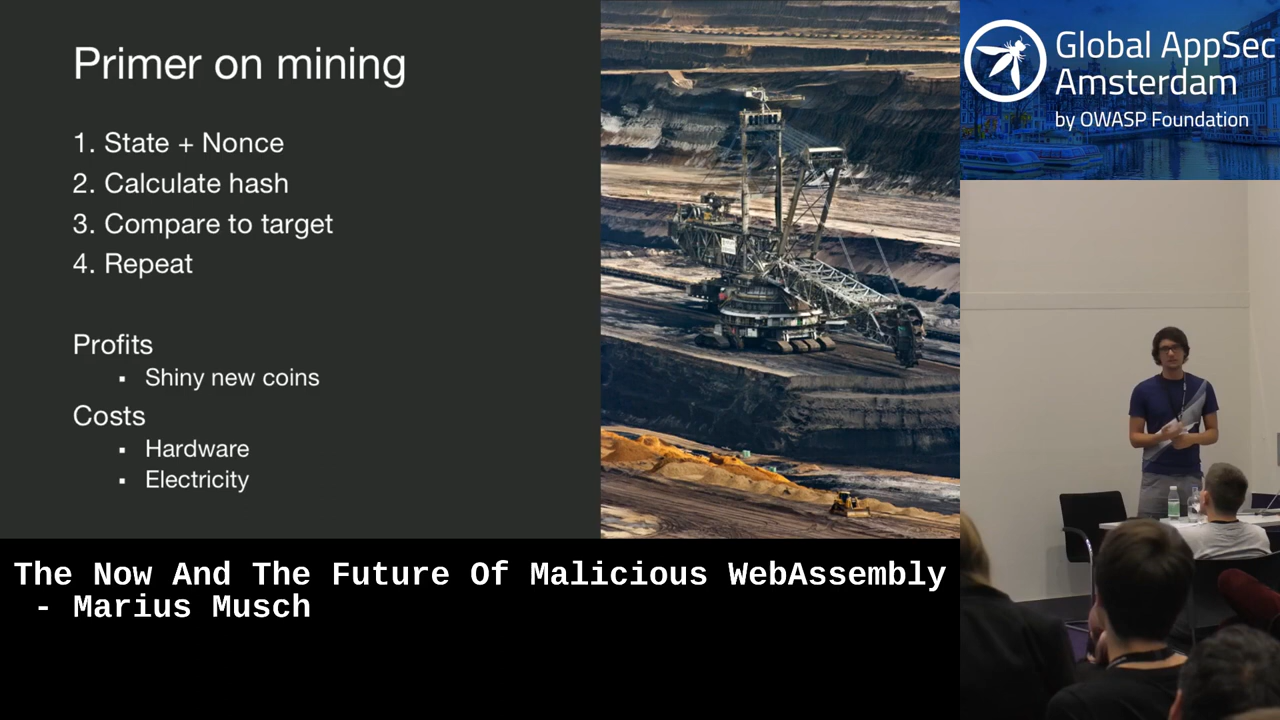 Primer on mining
1. State + Nonce
2. Calculate hash
3. Compare to target
4. Repeat
Profits
▪ Shiny new coins
Costs
▪ Hardware
▪ Electricity
Global AppSec
Amsterdam
by OWASP Foundation
The Now And The Future Of Malicious WebAssembly
- Marius Musch